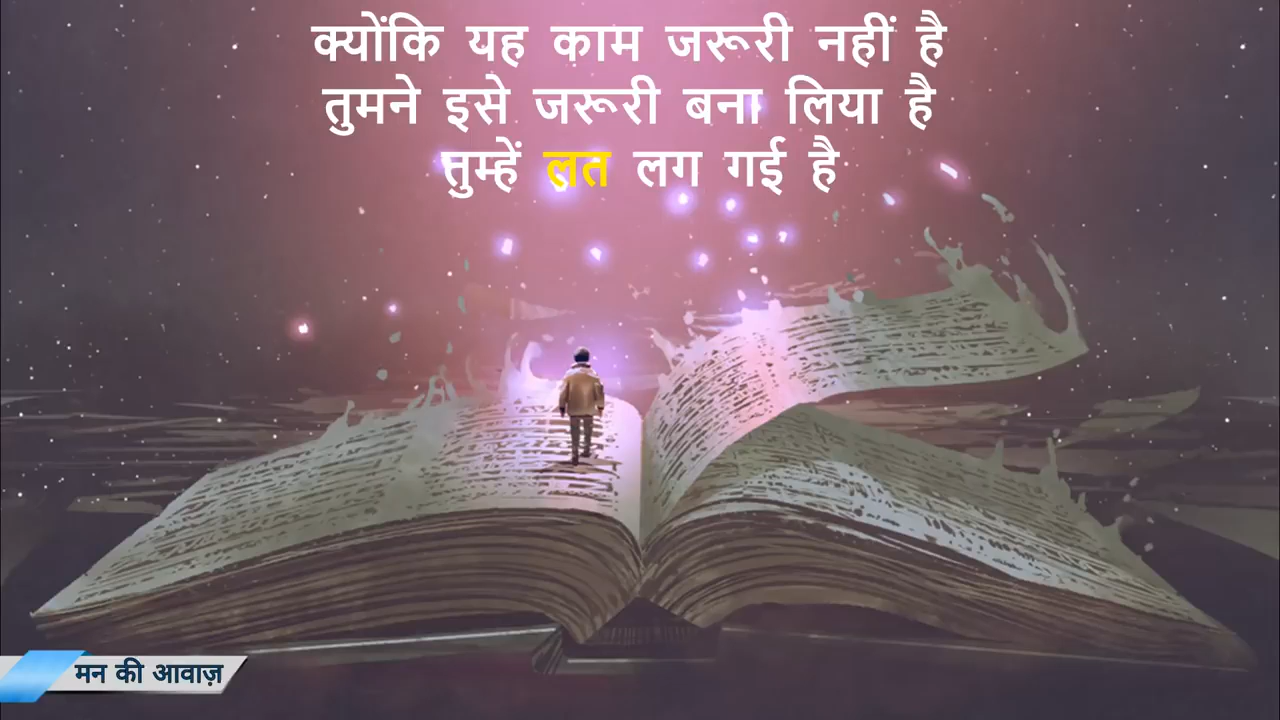 क्योंकि यह काम जरूरी नहीं है
तुमने इसे जरूरी बना लिया है
तुम्हें लत लग गई है
मन की आवाज़